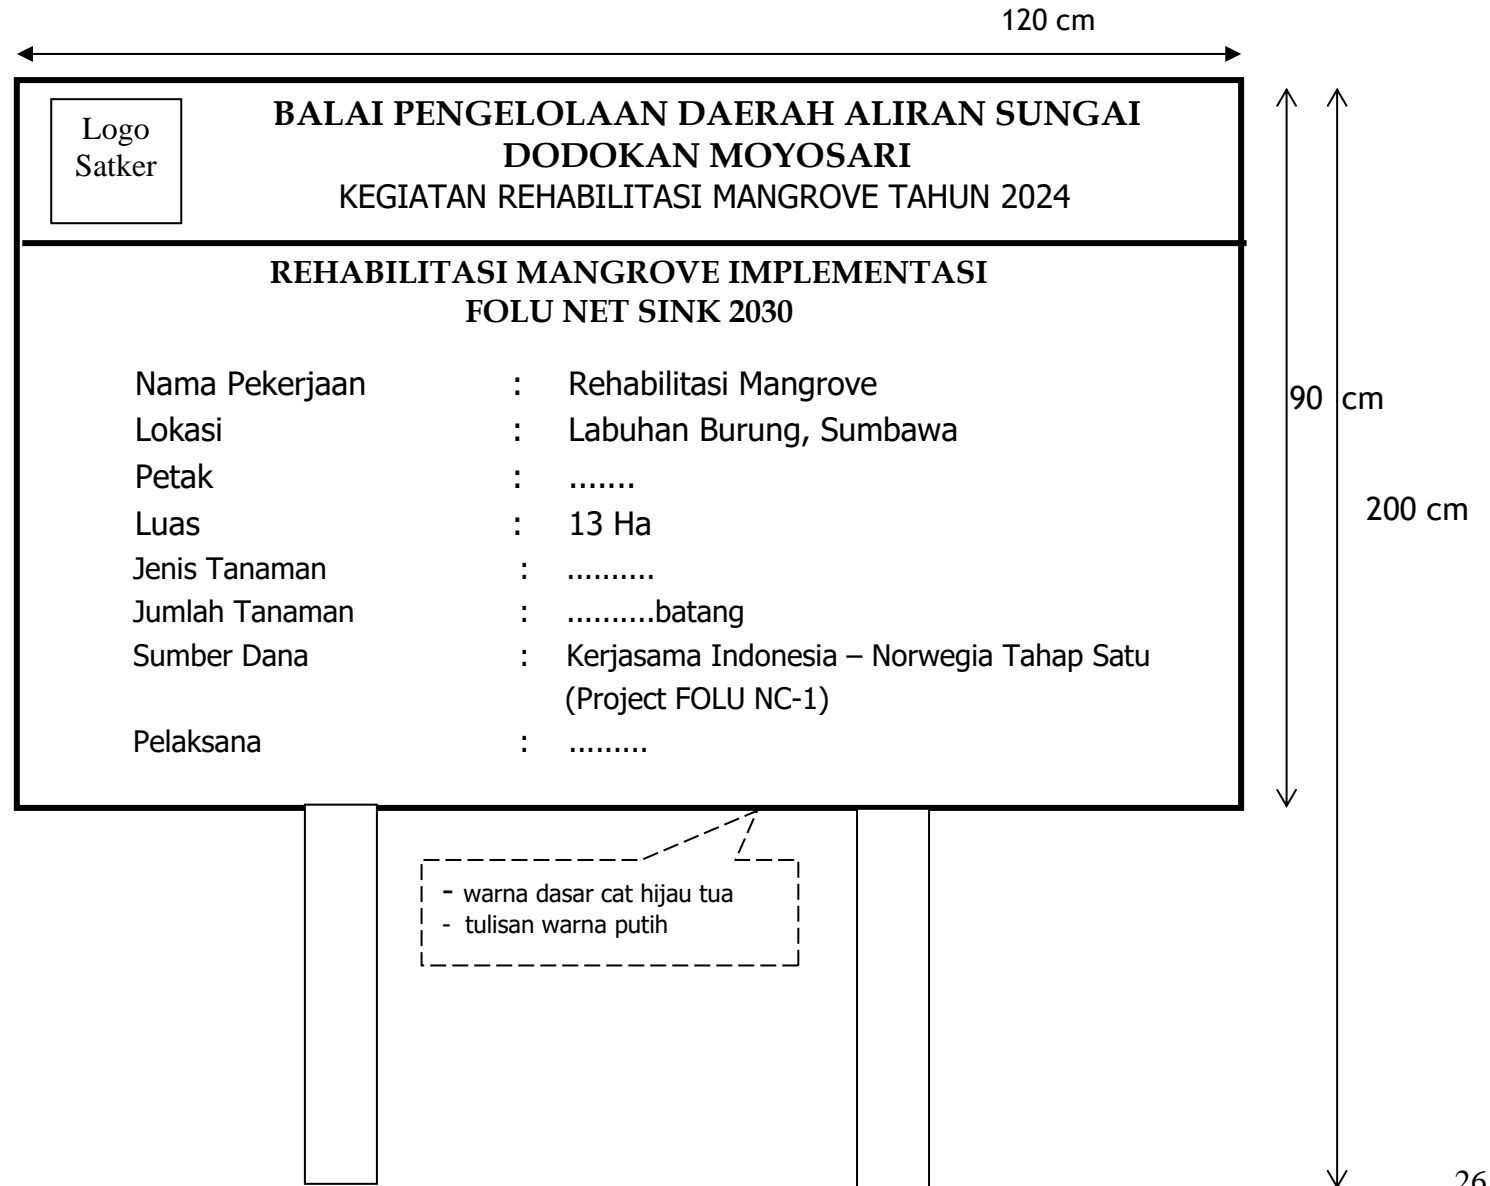 120 cm
Logo
Satker
BALAI PENGELOLAAN DAERAH ALIRAN SUNGAI
DODOKAN MOYOSARI
KEGIATAN REHABILITASI MANGROVE TAHUN 2024
REHABILITASI MANGROVE IMPLEMENTASI
FOLU NET SINK 2030
Nama Pekerjaan : Rehabilitasi Mangrove
Lokasi : Labuhan Burung, Sumbawa
Petak : .......
Luas : 13 Ha
Jenis Tanaman : ..........
Jumlah Tanaman : ..........batang
Sumber Dana : Kerjasama Indonesia – Norwegia Tahap Satu
(Project FOLU NC-1)
Pelaksana : .........
90 cm
200 cm
- warna dasar cat hijau tua
- tulisan warna putih
26